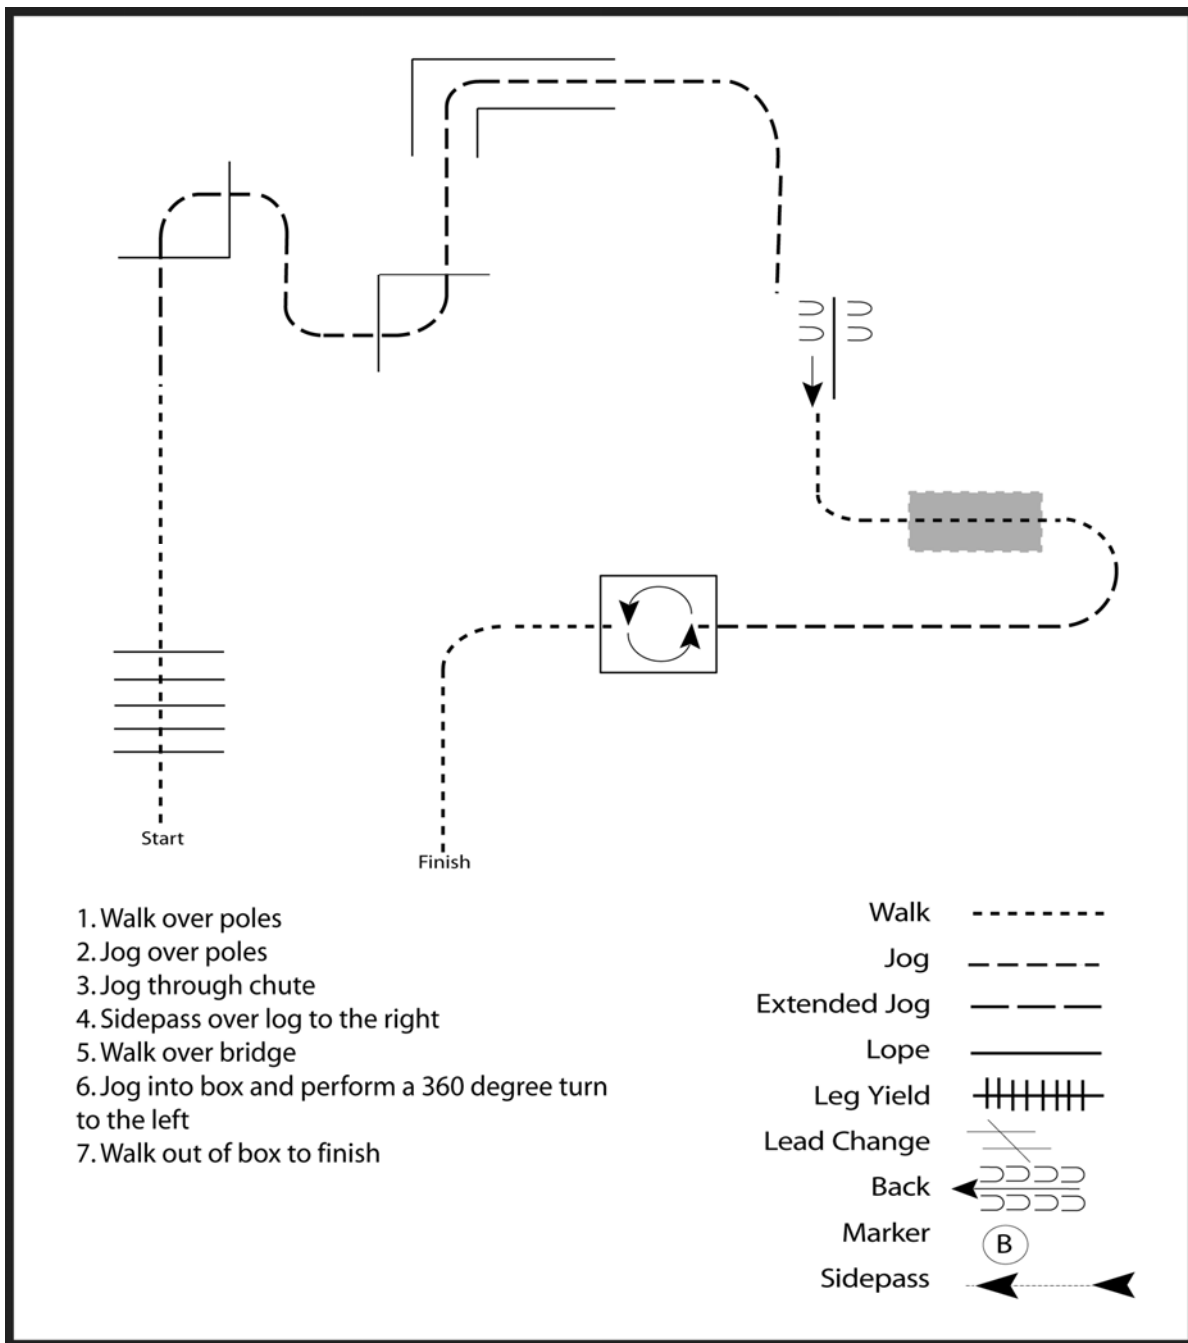 Start
Finish
1. Walk over poles
2. Jog over poles
3. Jog through chute
4. Sidepass over log to the right
5. Walk over bridge
6. Jog into box and perform a 360 degree turn
to the left
7. Walk out of box to finish
Walk
Jog
Extended Jog
Lope
Leg Yield
Lead Change
Back
Marker
B
Sidepass